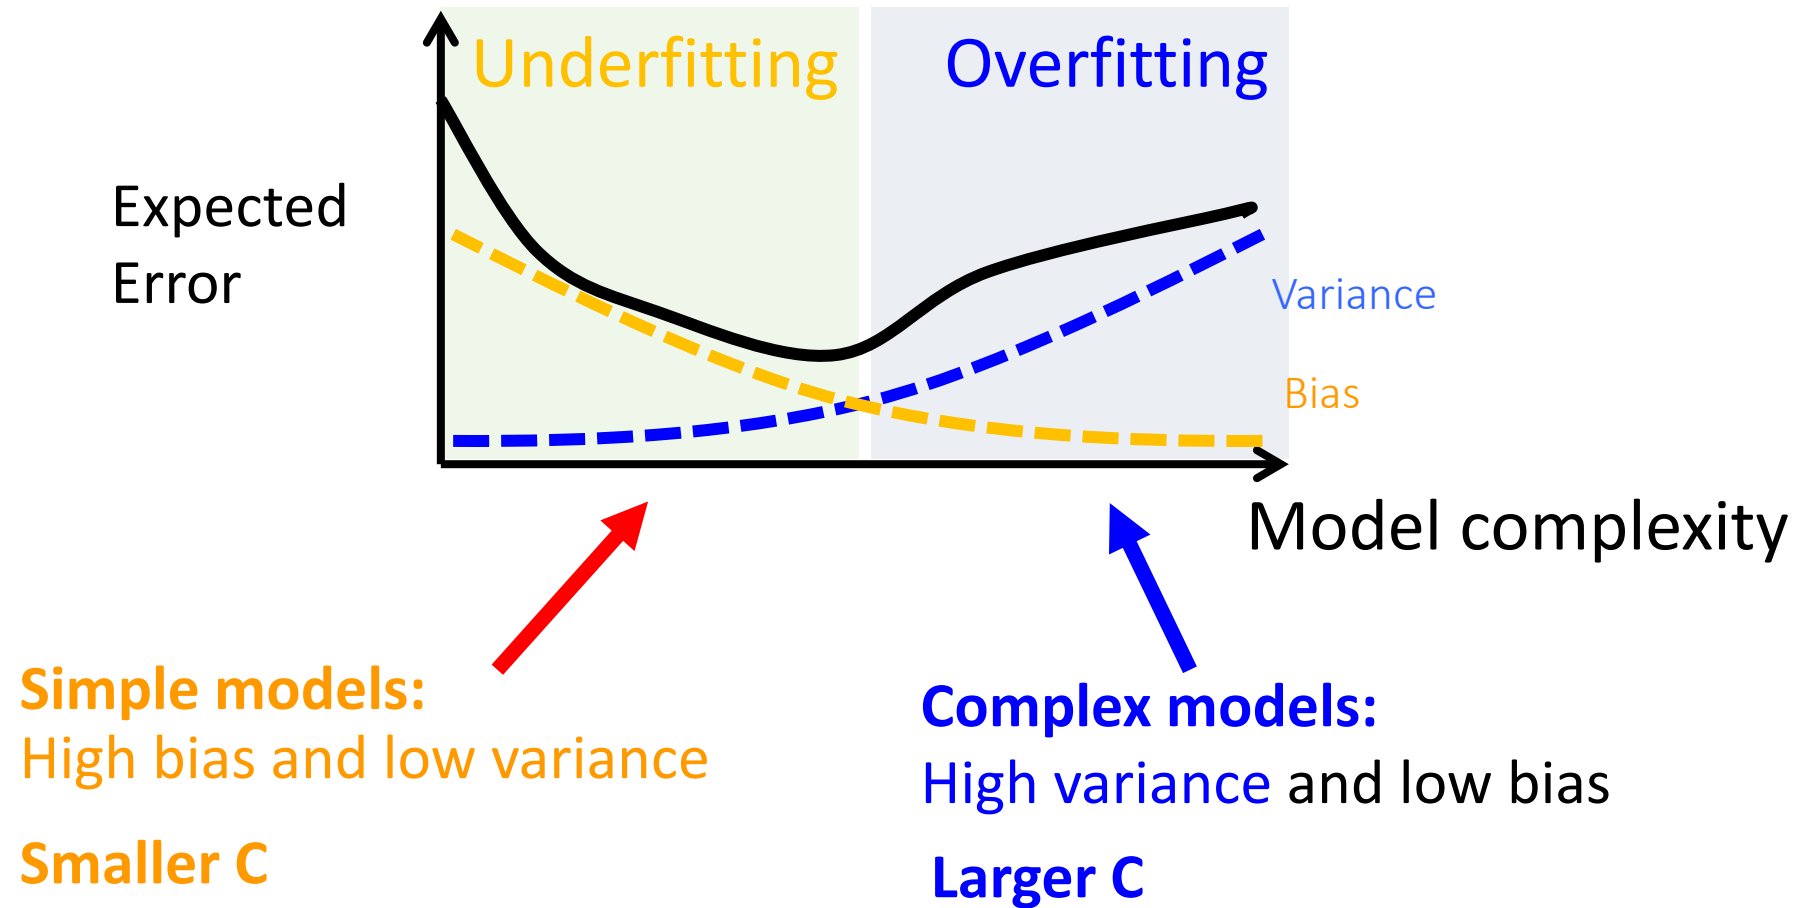 Underfitting
Overfitting
Expected
Error
Variance
Bias
Model complexity
Simple models:
High bias and low variance
Smaller C
Complex models:
High variance and low bias
Larger C